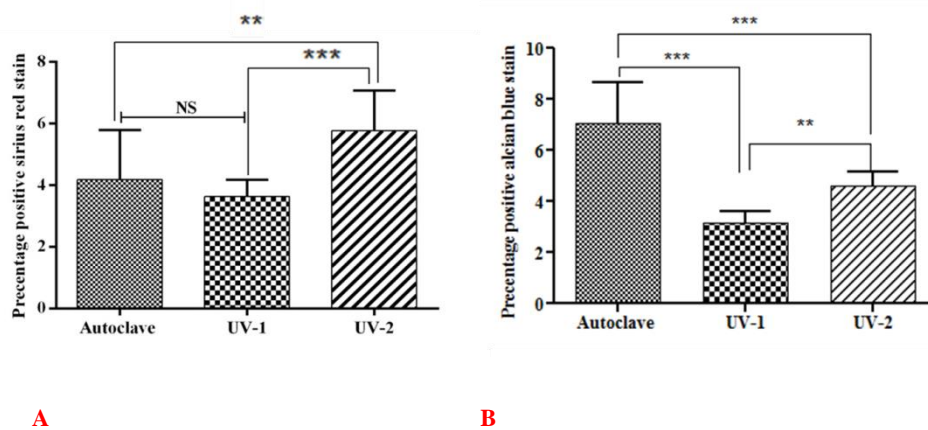 **
***
NS
8
6
4
2
0
Precentage positive sirius red stain
Autoclave UV-1 UV-2
A
***
***
**
10
8
6
4
2
0
Precentage positive alcian blue stain
Autoclave UV-1 UV-2
B